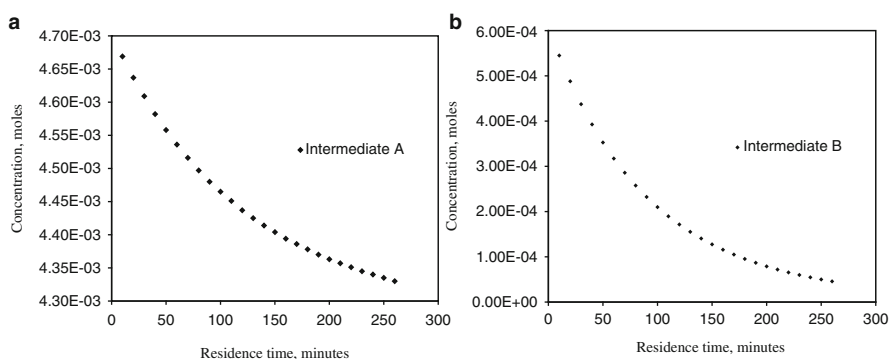 a
Concentration, moles
4.70E-03
4.65E-03
4.60E-03
4.55E-03
4.50E-03
4.45E-03
4.40E-03
4.35E-03
4.30E-03
Intermediate A
0 50 100 150 200 250 300
Residence time, minutes
b
Concentration, moles
6.00E-04
5.00E-04
4.00E-04
3.00E-04
2.00E-04
1.00E-04
0.00E+00
Intermediate B
0 50 100 150 200 250 300
Residence time, minutes